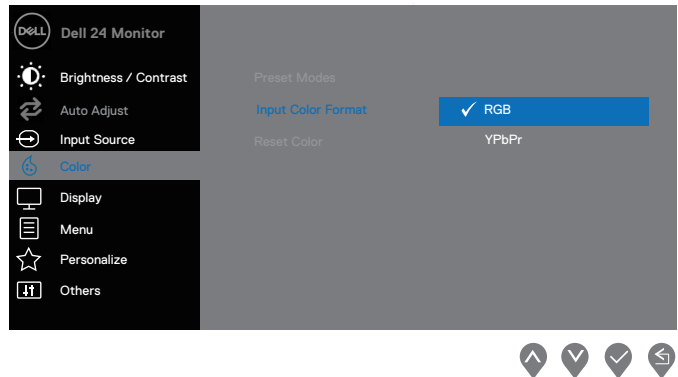 DELL
Dell 24 Monitor
Brightness / Contrast
Auto Adjust
Input Source
Color
Display
Menu
Personalize
Others
Preset Modes
Input Color Format
Reset Color
RGB
YPbPr